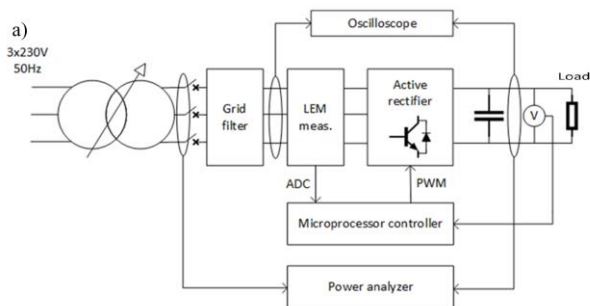 a)
3x230V
50Hz
Oscilloscope
Grid
filter
LEM
meas.
Active
rectifier
Load
V
ADC
PWM
Microprocessor controller
Power analyzer